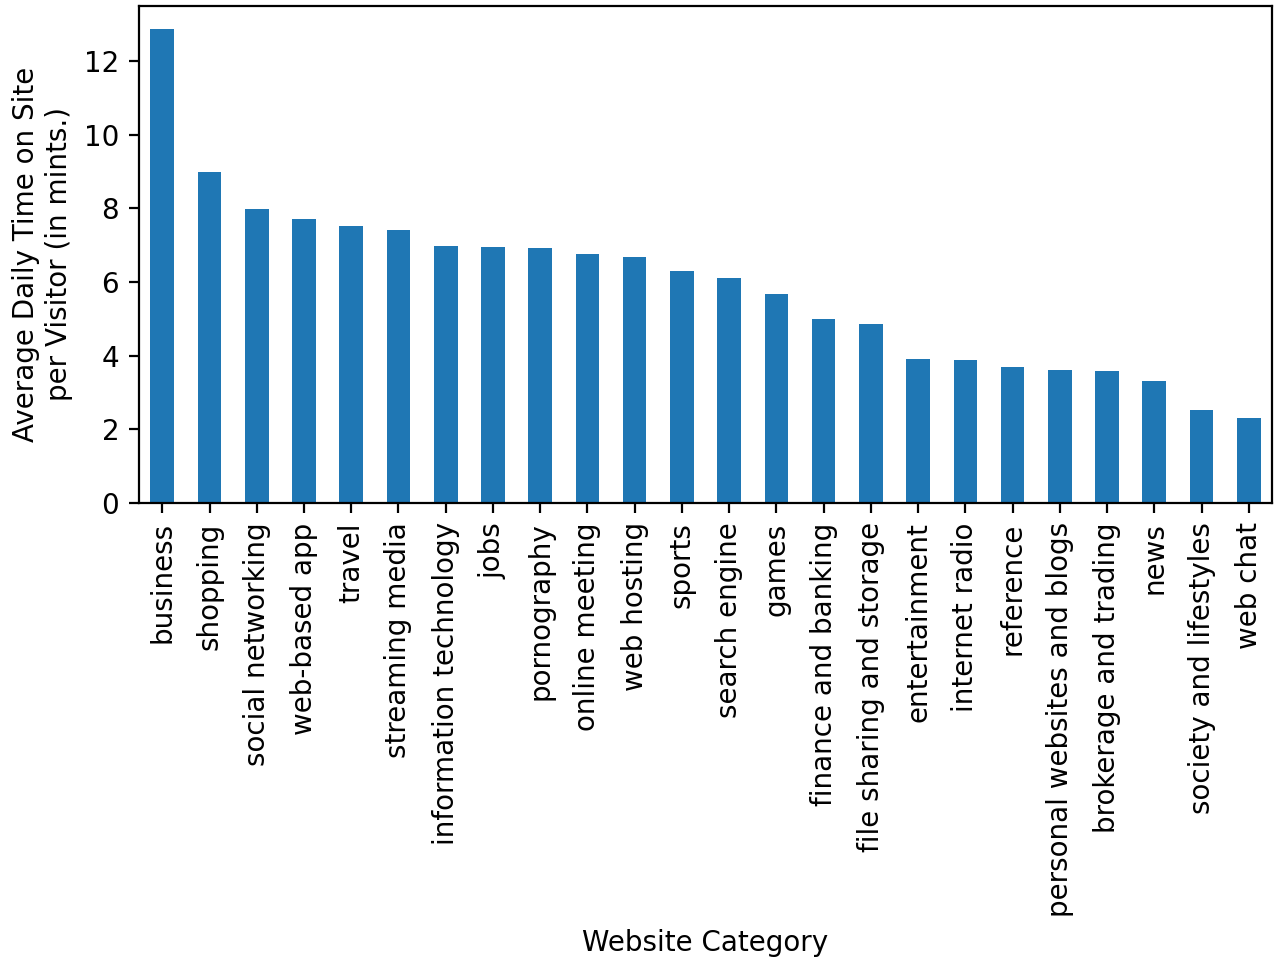 Average Daily Time on Site
per Visitor (in mints.)
12
10
8
6
4
2
0
business
shopping
social networking
web-based app
travel
streaming media
information technology
jobs
pornography
online meeting
web hosting
sports
search engine
games
finance and banking
file sharing and storage
entertainment
internet radio
reference
personal websites and blogs
brokerage and trading
news
society and lifestyles
web chat
Website Category